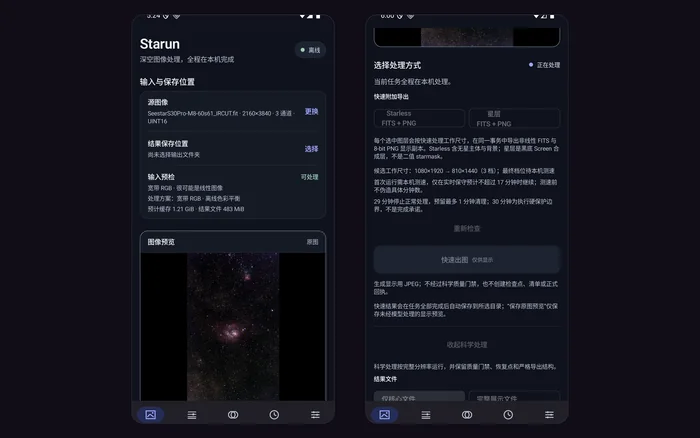 5:24
Starun
深空图像处理，全程在本机完成
离线
输入与保存位置
源图像
SeestarS30Pro-M8-60s61_IRCUT.fit · 2160×3840 · 3 通道 · UINT16
更换
结果保存位置
尚未选择输出文件夹
选择
输入预检
可处理
宽带 RGB · 很可能是线性图像
处理方案：宽带 RGB · 离线色彩平衡
预计缓存 1.21 GiB · 结果文件 483 MiB
图像预览
原图
6:00
选择处理方式
正在处理
当前任务全程在本机处理。
快速附加导出
Starless
FITS + PNG
星层
FITS + PNG
每个选中图层会按快速处理工作尺寸，在同一事务中导出非线性 FITS 与
8-bit PNG 显示副本。Starless 含无星主体与背景；星层是黑底 Screen 合
成层，不是二值 starmask。
候选工作尺寸：1080×1920 → 810×1440（3 档）；最终档位待本机测速
首次运行需本机测速，仅在实时保守预计不超过 17 分钟时继续；测速前
不伪造具体分钟数。
29 分钟停止正常处理，预留最多 1 分钟清理；30 分钟为执行硬保护边
界，不是完成承诺。
重新检查
快速出图 仅供显示
生成显示用 JPEG；不经过科学质量门禁，也不创建检查点、清单或正式
回执。
快速结果会在任务全部完成后自动保存到所选目录；“保存原图预览”仅保
存未经模型处理的显示预览。
收起科学处理
科学处理按完整分辨率运行，并保留质量门禁、恢复点和严格导出结构。
结果文件
仅核心文件
完整展示文件